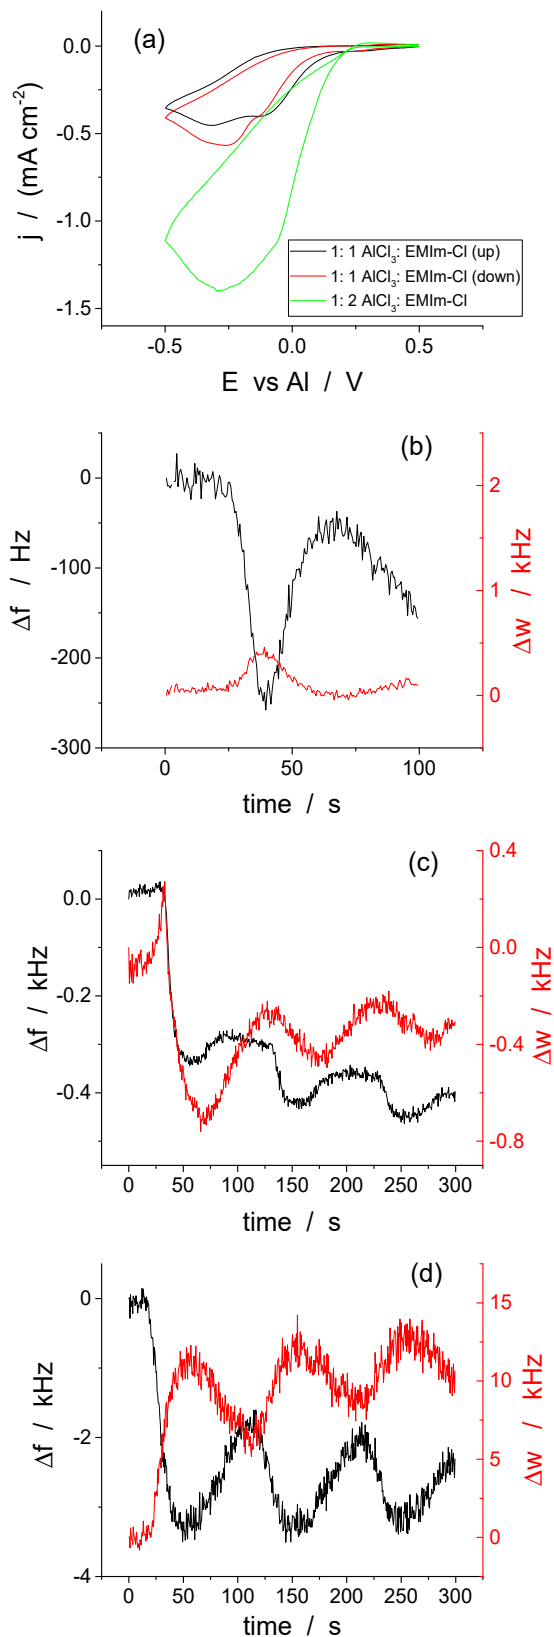 (a)
0.0
-0.5
-1.0
-1.5
j / (mA cm⁻²)
1: 1 AlCl₃: EMIm-Cl (up)
1: 1 AlCl₃: EMIm-Cl (down)
1: 2 AlCl₃: EMIm-Cl
-0.5 0.0 0.5
E vs Al / V
(b)
0
-100
-200
-300
Δf / Hz
2
1
0
Δw / kHz
0 50 100
time / s
(c)
0.0
-0.2
-0.4
Δf / kHz
0.4
0.0
-0.4
-0.8
Δw / kHz
0 50 100 150 200 250 300
time / s
(d)
0
-2
-4
Δf / kHz
15
10
5
0
Δw / kHz
0 50 100 150 200 250 300
time / s